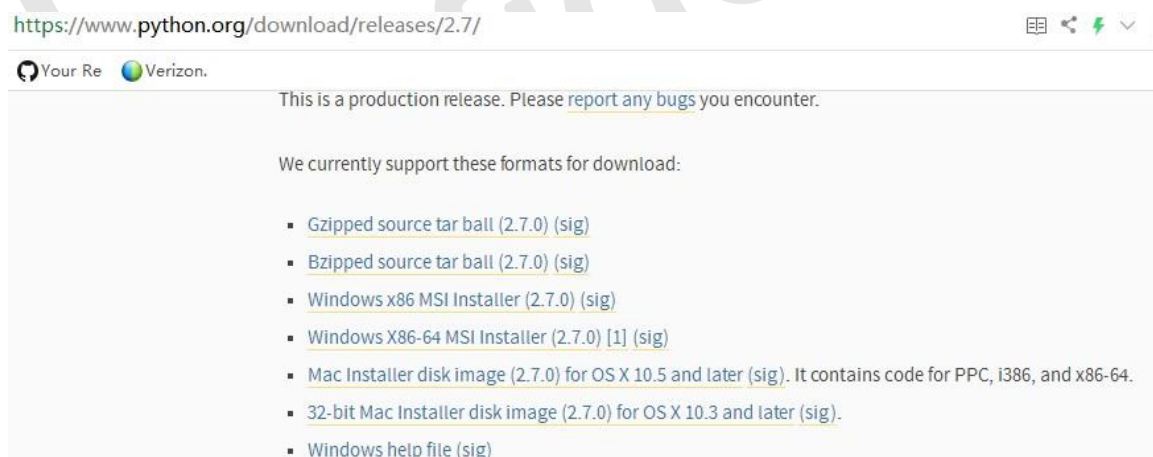 https://www.python.org/download/releases/2.7/
Your Re Verizon.
This is a production release. Please report any bugs you encounter.
We currently support these formats for download:
Gzipped source tar ball (2.7.0) (sig)
Bzipped source tar ball (2.7.0) (sig)
Windows x86 MSI Installer (2.7.0) (sig)
Windows X86-64 MSI Installer (2.7.0) [1] (sig)
Mac Installer disk image (2.7.0) for OS X 10.5 and later (sig). It contains code for PPC, i386, and x86-64.
32-bit Mac Installer disk image (2.7.0) for OS X 10.3 and later (sig).
Windows help file (sig)